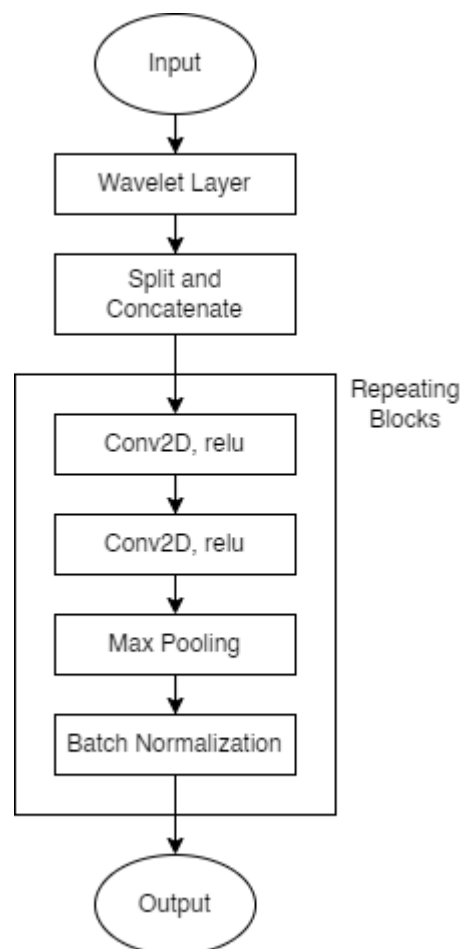 Input
Wavelet Layer
Split and
Concatenate
Repeating
Blocks
Conv2D, relu
Conv2D, relu
Max Pooling
Batch Normalization
Output